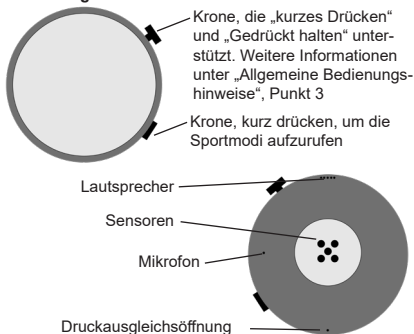 Krone, die „kurzes Drücken“
und „Gedrückt halten“ unter-
stützt. Weitere Informationen
unter „Allgemeine Bedienungs-
hinweise“, Punkt 3
Krone, kurz drücken, um die
Sportmodi aufzurufen
Lautsprecher
Sensoren
Mikrofon
Druckausgleichsöffnung